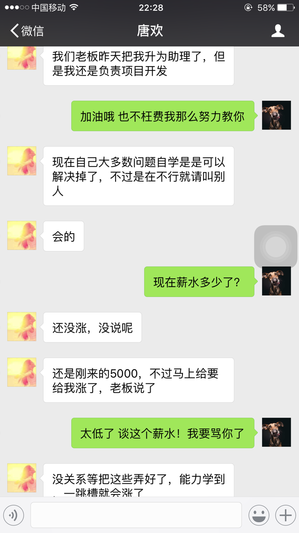 中国移动 22:28 58%
微信 唐欢
我们老板昨天把我升为助理了，但
是我还是负责项目开发
加油哦 也不枉费我那么努力教你
现在自己大多数问题自学是是可以
解决掉了，不过是在不行就请叫别
人
会的
现在薪水多少了？
还没涨，没说呢
还是刚来的5000，不过马上给要
给我涨了，老板说了
太低了 谈这个薪水！我要骂你了
没关系等把这些弄好了，能力学到
，一跳槽就会涨了